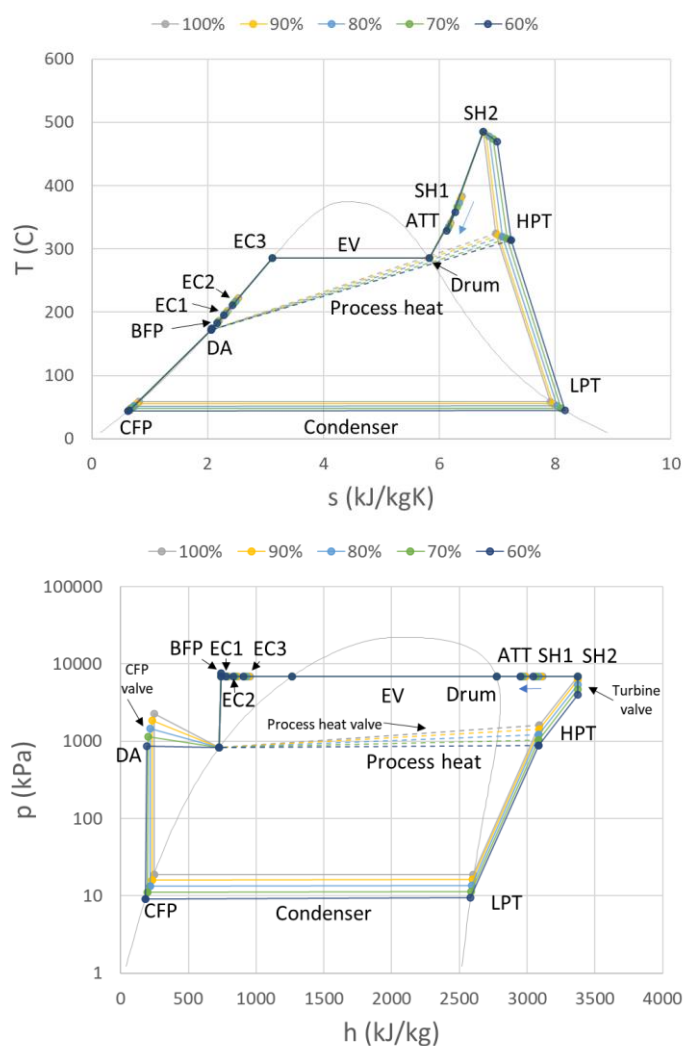 100% 90% 80% 70% 60%
600
500
400
300
200
100
0
T (C)
SH2
SH1
ATT
HPT
EC3
EV
Drum
EC2
EC1
Process heat
BFP
DA
LPT
CFP
Condenser
0 2 4 6 8 10
s (kJ/kgK)
100% 90% 80% 70% 60%
100000
10000
1000
100
10
1
p (kPa)
BFP EC1 EC3
ATT SH1 SH2
CFP
valve
EC2
EV
Drum
Turbine
valve
Process heat valve
HPT
DA
Process heat
CFP
Condenser
LPT
0 500 1000 1500 2000 2500 3000 3500 4000
h (kJ/kg)